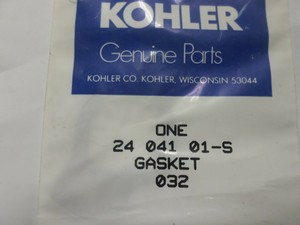 KOHLER
Genuine Parts
KOHLER CO. KOHLER, WISCONSIN 53044
ONE
24 041 01-S
GASKET
032